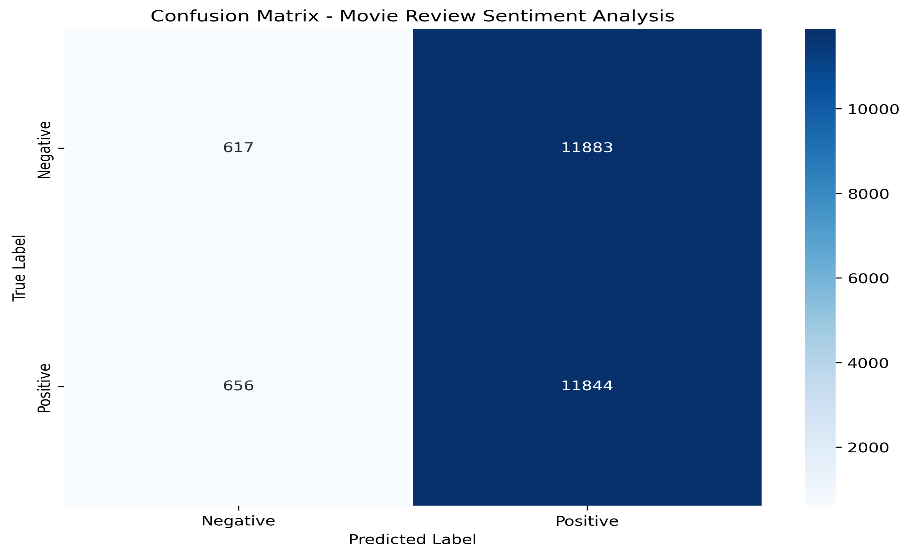 Confusion Matrix - Movie Review Sentiment Analysis
True Label
Negative
617
11883
Positive
656
11844
Negative
Positive
Predicted Label
10000
8000
6000
4000
2000